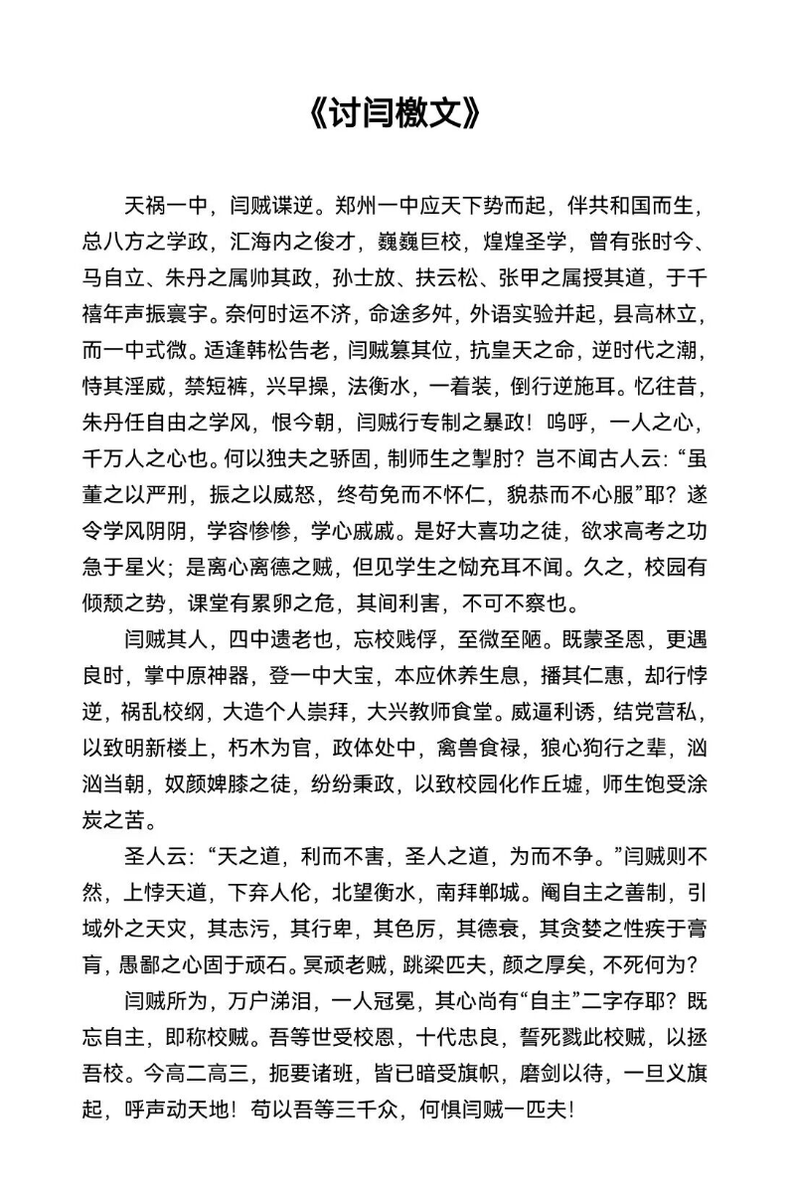 《讨闫檄文》
天祸一中，闫贼谍逆。郑州一中应天下势而起，伴共和国而生，
总八方之学政，汇海内之俊才，巍巍巨校，煌煌圣学，曾有张时今、
马自立、朱丹之属帅其政，孙士放、扶云松、张甲之属授其道，于千
禧年声振寰宇。奈何时运不济，命途多舛，外语实验并起，县高林立，
而一中式微。适逢韩松告老，闫贼篡其位，抗皇天之命，逆时代之潮，
恃其淫威，禁短裤，兴早操，法衡水，一着装，倒行逆施耳。忆往昔，
朱丹任自由之学风，恨今朝，闫贼行专制之暴政！呜呼，一人之心，
千万人之心也。何以独夫之骄固，制师生之掣肘？岂不闻古人云：“虽
董之以严刑，振之以威怒，终苟免而不怀仁，貌恭而不心服”耶？遂
令学风阴阴，学容惨惨，学心戚戚。是好大喜功之徒，欲求高考之功
急于星火；是离心离德之贼，但见学生之恸充耳不闻。久之，校园有
倾颓之势，课堂有累卵之危，其间利害，不可不察也。
闫贼其人，四中遗老也，忘校贱俘，至微至陋。既蒙圣恩，更遇
良时，掌中原神器，登一中大宝，本应休养生息，播其仁惠，却行悖
逆，祸乱校纲，大造个人崇拜，大兴教师食堂。威逼利诱，结党营私，
以致明新楼上，朽木为官，政体处中，禽兽食禄，狼心狗行之辈，汹
汹当朝，奴颜婢膝之徒，纷纷秉政，以致校园化作丘墟，师生饱受涂
炭之苦。
圣人云：“天之道，利而不害，圣人之道，为而不争。”闫贼则不
然，上悖天道，下弃人伦，北望衡水，南拜郸城。阉自主之善制，引
域外之天灾，其志污，其行卑，其色厉，其德衰，其贪婪之性疾于膏
肓，愚鄙之心固于顽石。冥顽老贼，跳梁匹夫，颜之厚矣，不死何为？
闫贼所为，万户涕泪，一人冠冕，其心尚有“自主”二字存耶？既
忘自主，即称校贼。吾等世受校恩，十代忠良，誓死戮此校贼，以拯
吾校。今高二高三，扼要诸班，皆已暗受旗帜，磨剑以待，一旦义旗
起，呼声动天地！苟以吾等三千众，何惧闫贼一匹夫！